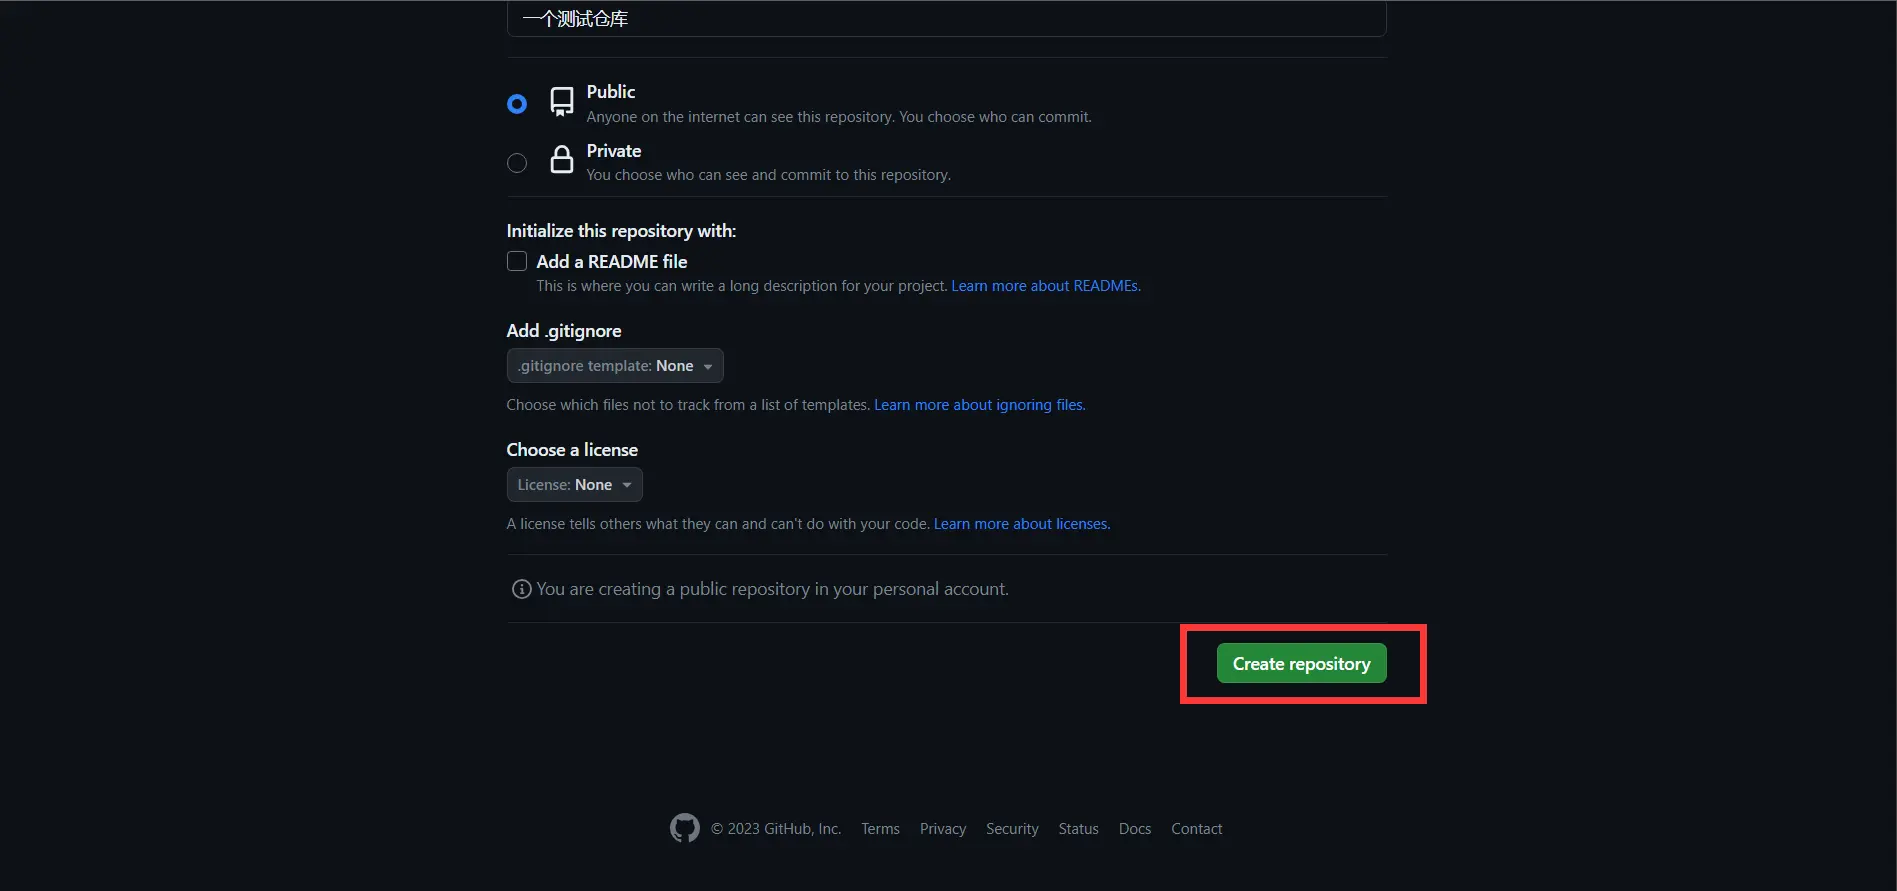 一个测试仓库
Public
Anyone on the internet can see this repository. You choose who can commit.
Private
You choose who can see and commit to this repository.
Initialize this repository with:
Add a README file
This is where you can write a long description for your project. Learn more about READMEs.
Add .gitignore
.gitignore template: None
Choose which files not to track from a list of templates. Learn more about ignoring files.
Choose a license
License: None
A license tells others what they can and can't do with your code. Learn more about licenses.
You are creating a public repository in your personal account.
Create repository
© 2023 GitHub, Inc. Terms Privacy Security Status Docs Contact